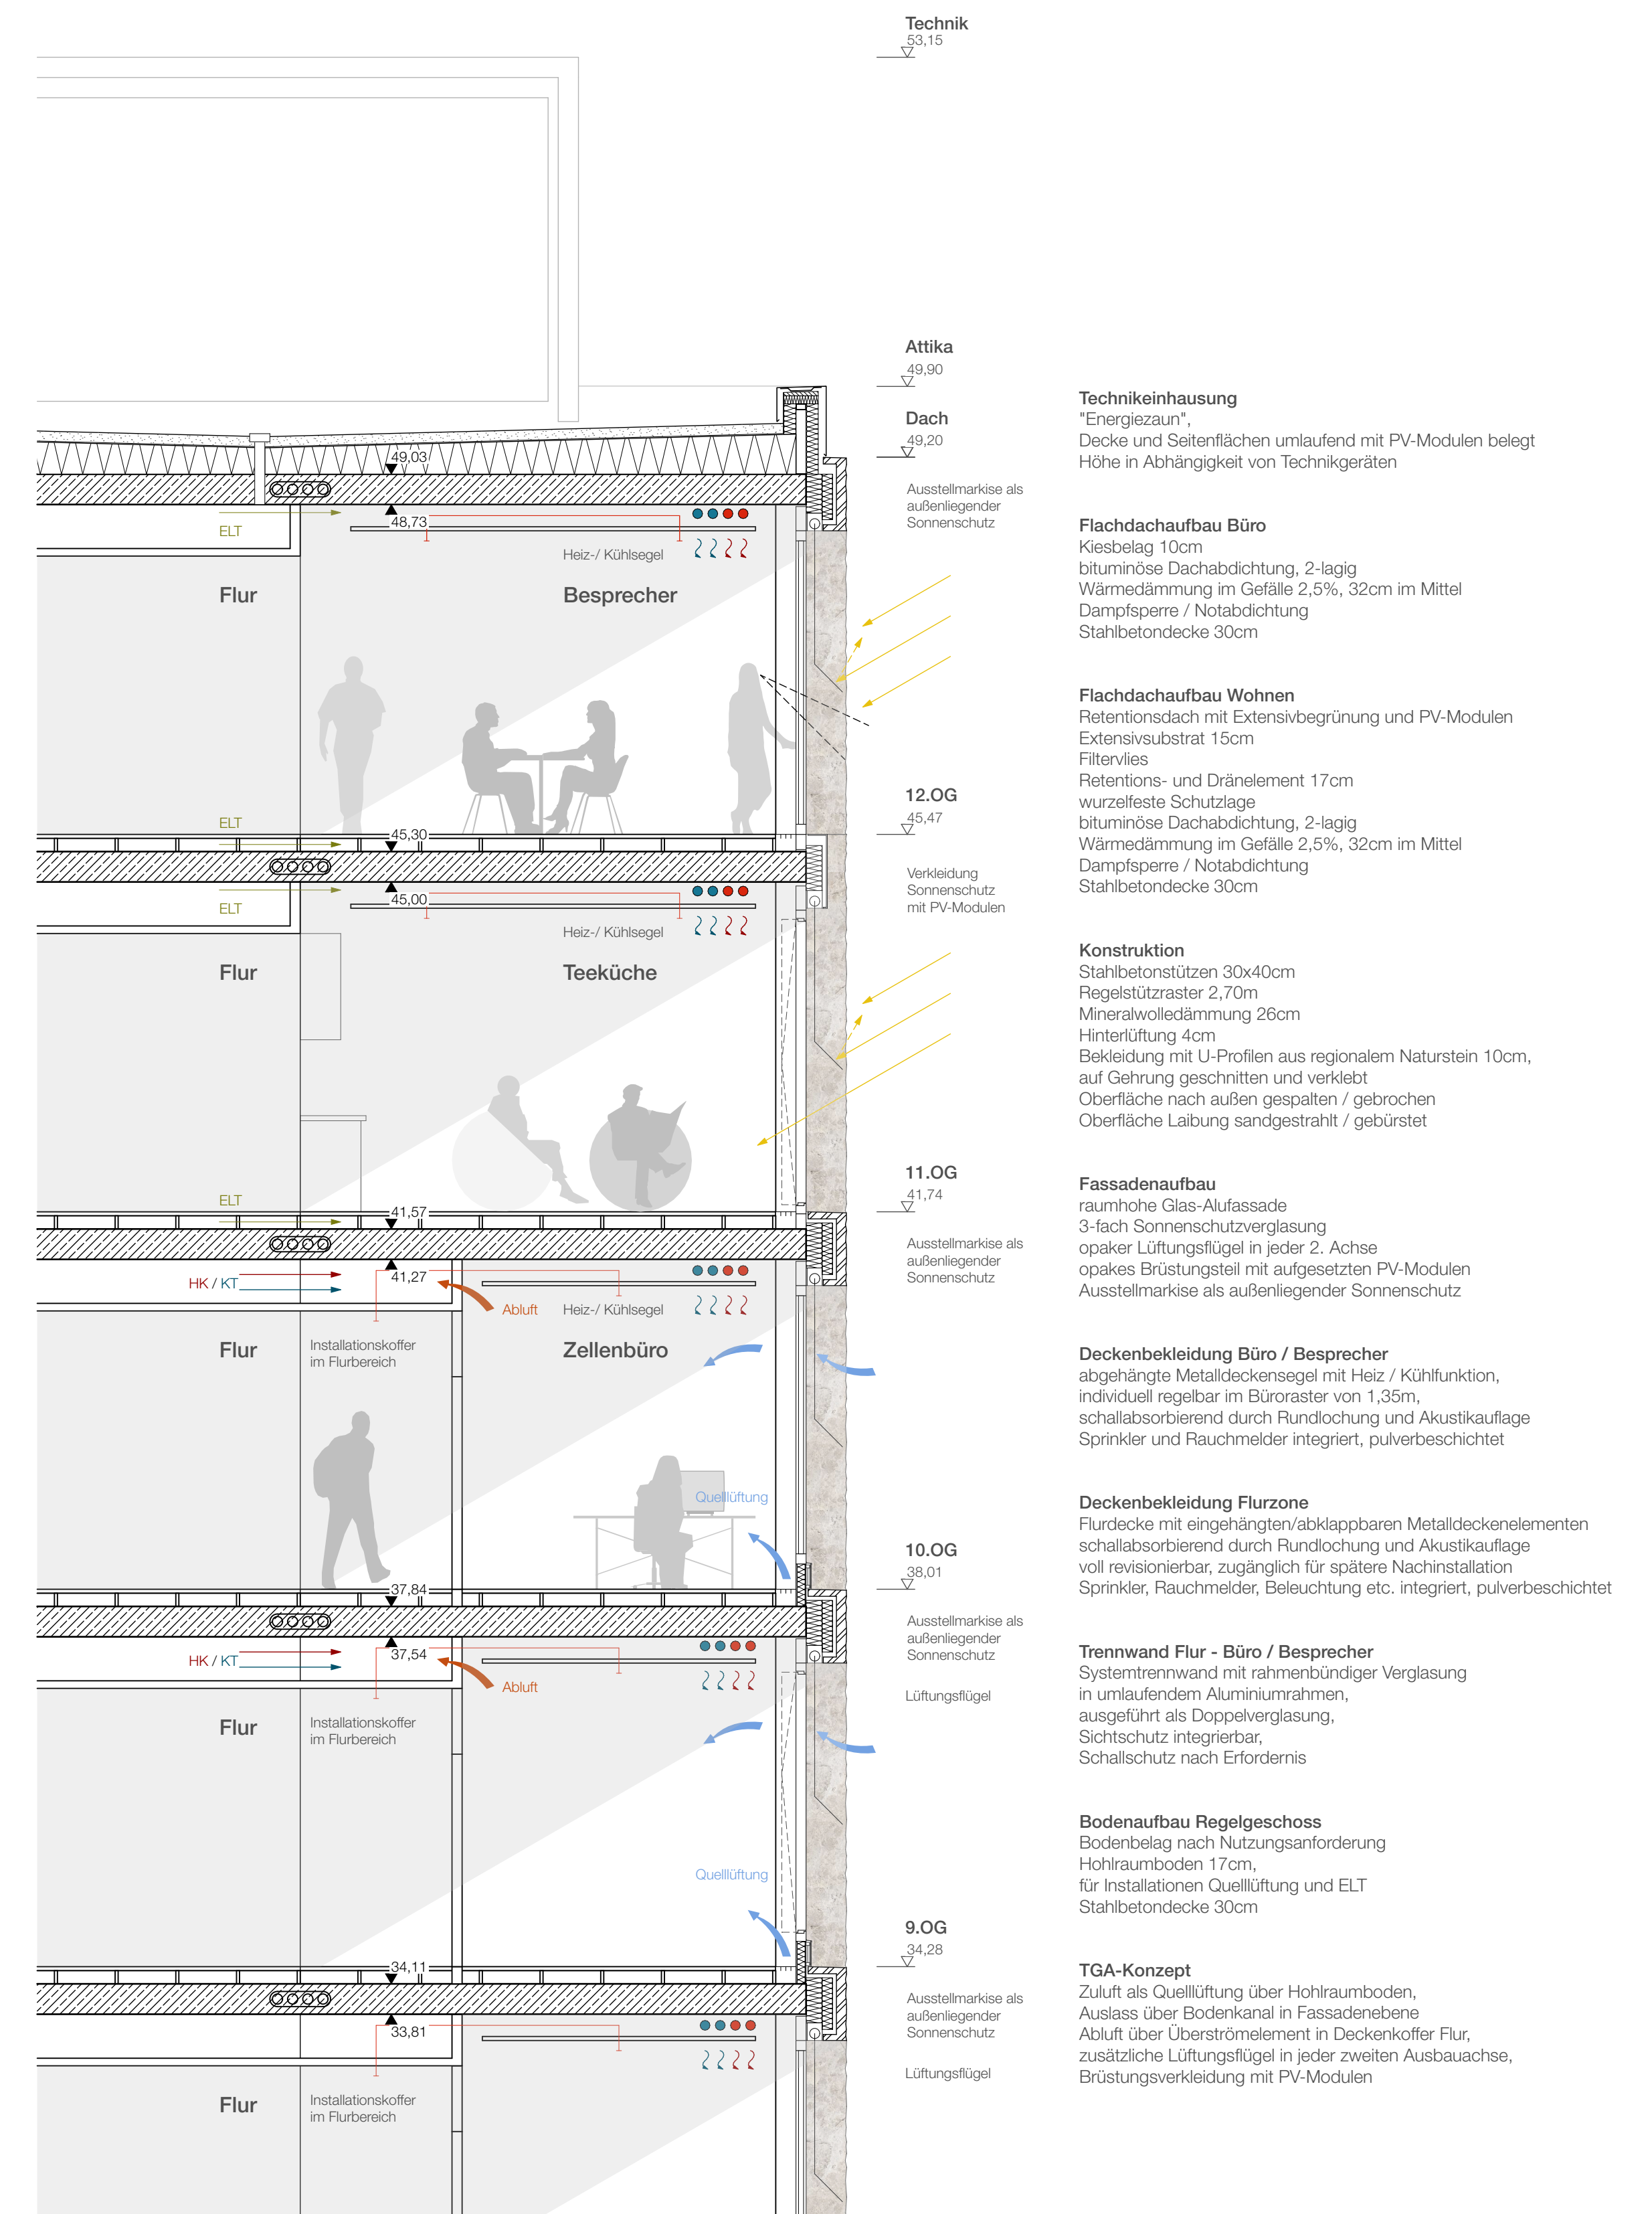 Technik
53,15
Attika
49,90
Dach
49,20
Ausstellmarkise als
außenliegender
Sonnenschutz
49,03
48,73
ELT
Heiz-/ Kühlsegel
Flur
Besprecher
ELT
45,30
12.OG
45,47
45,00
ELT
Heiz-/ Kühlsegel
Verkleidung
Sonnenschutz
mit PV-Modulen
Flur
Teeküche
ELT
41,57
11.OG
41,74
Ausstellmarkise als
außenliegender
Sonnenschutz
41,27
HK / KT
Abluft
Heiz-/ Kühlsegel
Flur
Installationskoffer
im Flurbereich
Zellenbüro
Quelllüftung
37,84
10.OG
38,01
Ausstellmarkise als
außenliegender
Sonnenschutz
Lüftungsflügel
37,54
HK / KT
Abluft
Flur
Installationskoffer
im Flurbereich
Quelllüftung
34,11
9.OG
34,28
Ausstellmarkise als
außenliegender
Sonnenschutz
Lüftungsflügel
33,81
Flur
Installationskoffer
im Flurbereich
Technikeinhausung
"Energiezaun",
Decke und Seitenflächen umlaufend mit PV-Modulen belegt
Höhe in Abhängigkeit von Technikgeräten
Flachdachaufbau Büro
Kiesbelag 10cm
bituminöse Dachabdichtung, 2-lagig
Wärmedämmung im Gefälle 2,5%, 32cm im Mittel
Dampfsperre / Notabdichtung
Stahlbetondecke 30cm
Flachdachaufbau Wohnen
Retentionsdach mit Extensivbegrünung und PV-Modulen
Extensivsubstrat 15cm
Filtervlies
Retentions- und Dränelement 17cm
wurzelfeste Schutzlage
bituminöse Dachabdichtung, 2-lagig
Wärmedämmung im Gefälle 2,5%, 32cm im Mittel
Dampfsperre / Notabdichtung
Stahlbetondecke 30cm
Konstruktion
Stahlbetonstützen 30x40cm
Regelstützraster 2,70m
Mineralwolledämmung 26cm
Hinterlüftung 4cm
Bekleidung mit U-Profilen aus regionalem Naturstein 10cm,
auf Gehrung geschnitten und verklebt
Oberfläche nach außen gespalten / gebrochen
Oberfläche Laibung sandgestrahlt / gebürstet
Fassadenaufbau
raumhohe Glas-Alufassade
3-fach Sonnenschutzverglasung
opaker Lüftungsflügel in jeder 2. Achse
opakes Brüstungsteil mit aufgesetzten PV-Modulen
Ausstellmarkise als außenliegender Sonnenschutz
Deckenbekleidung Büro / Besprecher
abgehängte Metalldeckensegel mit Heiz / Kühlfunktion,
individuell regelbar im Büroraster von 1,35m,
schallabsorbierend durch Rundlochung und Akustikauflage
Sprinkler und Rauchmelder integriert, pulverbeschichtet
Deckenbekleidung Flurzone
Flurdecke mit eingehängten/abklappbaren Metalldeckenelementen
schallabsorbierend durch Rundlochung und Akustikauflage
voll revisionierbar, zugänglich für spätere Nachinstallation
Sprinkler, Rauchmelder, Beleuchtung etc. integriert, pulverbeschichtet
Trennwand Flur - Büro / Besprecher
Systemtrennwand mit rahmenbündiger Verglasung
in umlaufendem Aluminiumrahmen,
ausgeführt als Doppelverglasung,
Sichtschutz integrierbar,
Schallschutz nach Erfordernis
Bodenaufbau Regelgeschoss
Bodenbelag nach Nutzungsanforderung
Hohlraumboden 17cm,
für Installationen Quelllüftung und ELT
Stahlbetondecke 30cm
TGA-Konzept
Zuluft als Quelllüftung über Hohlraumboden,
Auslass über Bodenkanal in Fassadenebene
Abluft über Überströmelement in Deckenkoffer Flur,
zusätzliche Lüftungsflügel in jeder zweiten Ausbauachse,
Brüstungsverkleidung mit PV-Modulen